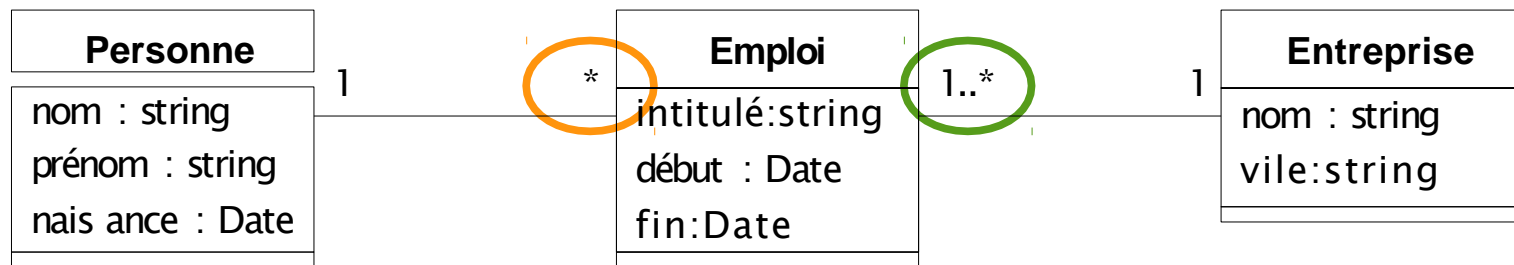 Personne
1
nom : string
prénom : string
nais ance : Date
*
Emploi
intitulé:string
début : Date
fin:Date
1..*
1
Entreprise
nom : string
vile:string